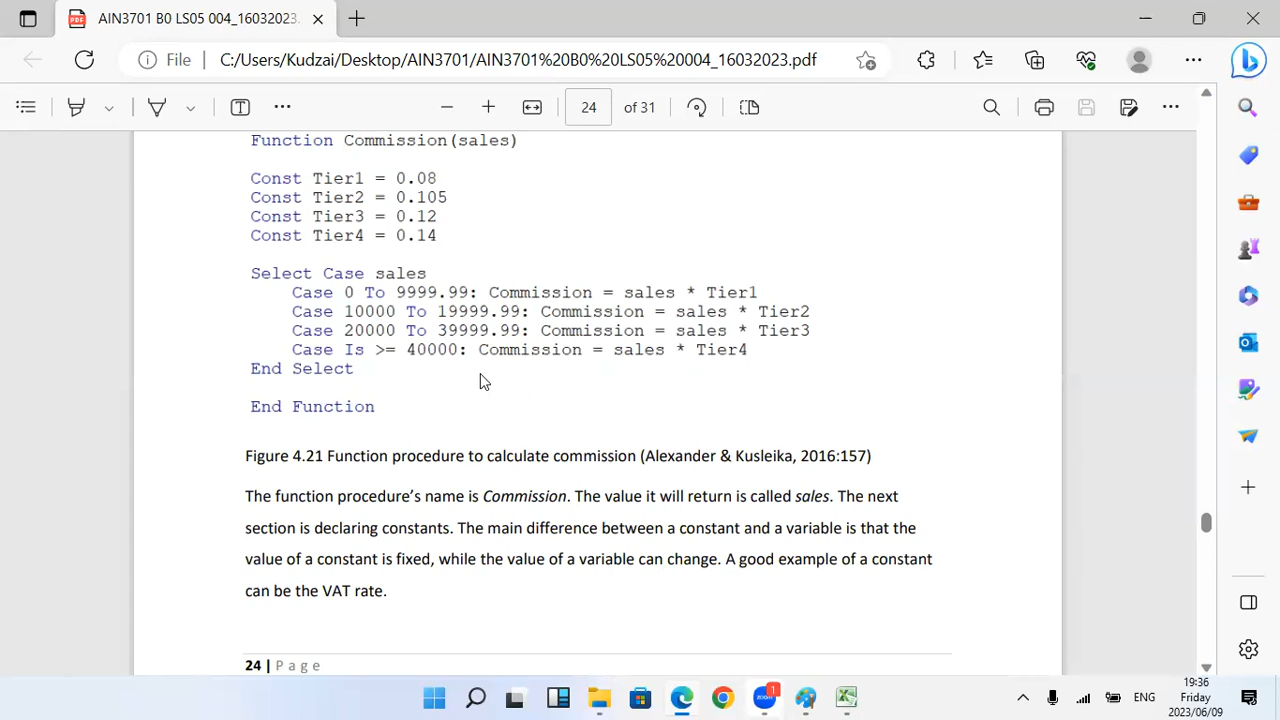 AIN3701 B0 LS05 004_16032023.
File
C:/Users/Kudzai/Desktop/AIN3701/AIN3701%20B0%20LS05%20004_16032023.pdf
24 of 31
Function Commission(sales)
Const Tier1 = 0.08
Const Tier2 = 0.105
Const Tier3 = 0.12
Const Tier4 = 0.14
Select Case sales
Case 0 To 9999.99: Commission = sales * Tier1
Case 10000 To 19999.99: Commission = sales * Tier2
Case 20000 To 39999.99: Commission = sales * Tier3
Case Is >= 40000: Commission = sales * Tier4
End Select
End Function
Figure 4.21 Function procedure to calculate commission (Alexander & Kusleika, 2016:157)
The function procedure’s name is Commission. The value it will return is called sales. The next
section is declaring constants. The main difference between a constant and a variable is that the
value of a constant is fixed, while the value of a variable can change. A good example of a constant
can be the VAT rate.
24 | Page
zoom
1
ENG
19:36
Friday
2023/06/09